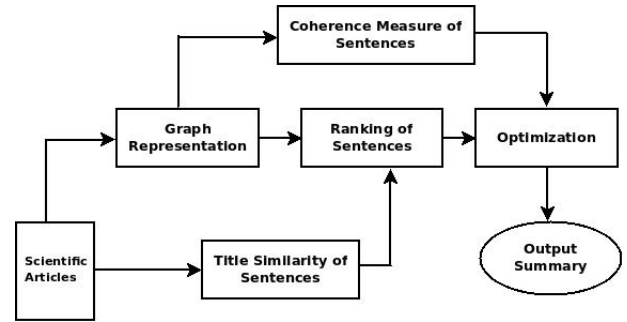 Coherence Measure of
Sentences
Graph
Representation
Ranking of
Sentences
Optimization
Scientific
Articles
Title Similarity of
Sentences
Output
Summary